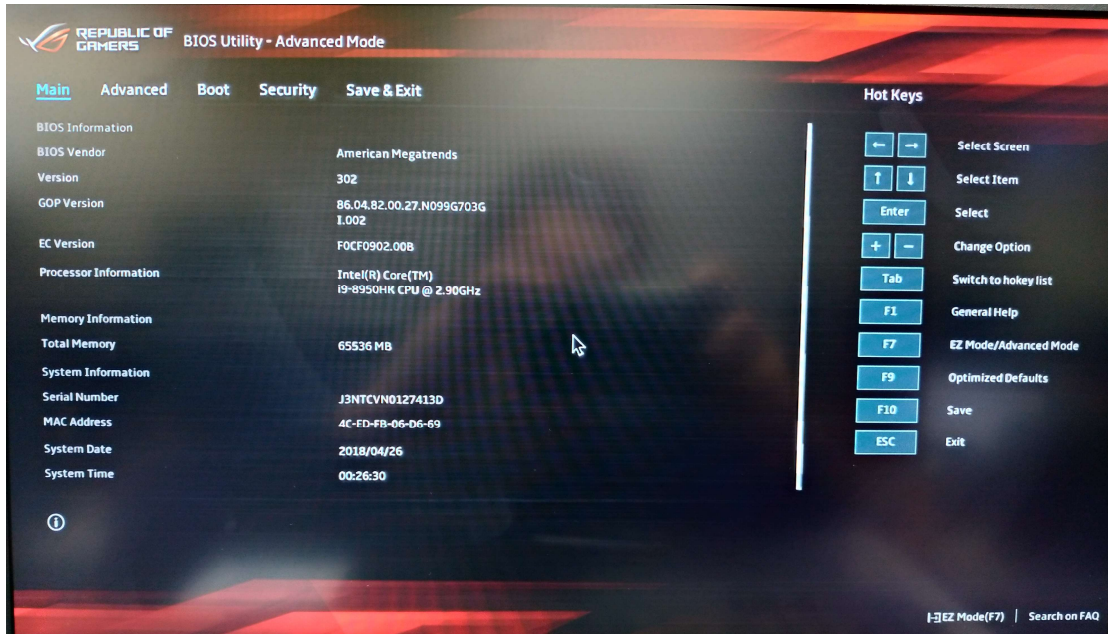 REPUBLIC OF
GAMERS
BIOS Utility - Advanced Mode
Main Advanced Boot Security Save & Exit
Hot Keys
BIOS Information
BIOS Vendor American Megatrends
Version 302
GOP Version 86.04.82.00.27.N099G703G
I.002
EC Version F0CF0902.00B
Processor Information Intel(R) Core(TM)
i9-8950HK CPU @ 2.90GHz
Memory Information
Total Memory 65536 MB
System Information
Serial Number J3NTCVN0127413D
MAC Address 4C-ED-FB-06-D6-69
System Date 2018/04/26
System Time 00:26:30
← → Select Screen
↑ ↓ Select Item
Enter Select
+ - Change Option
Tab Switch to hokey list
F1 General Help
F7 EZ Mode/Advanced Mode
F9 Optimized Defaults
F10 Save
ESC Exit
EZ Mode(F7) | Search on FAQ